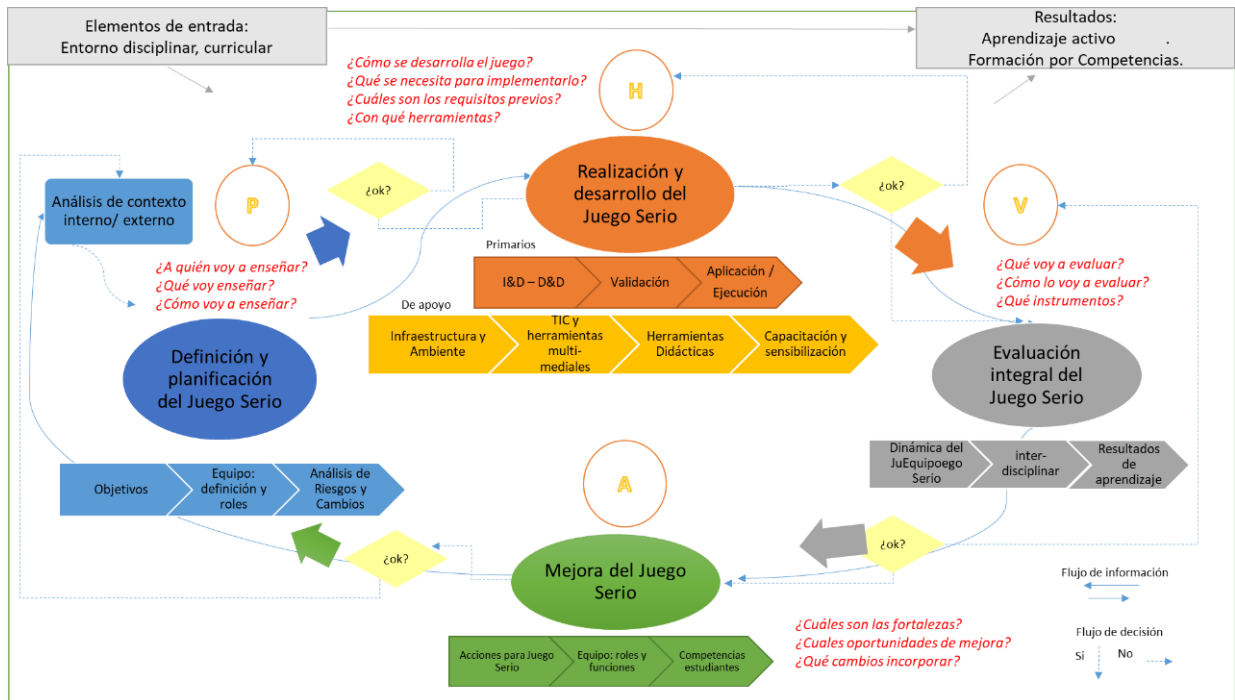 Elementos de entrada:
Entorno disciplinar, curricular
Resultados:
Aprendizaje activo .
Formación por Competencias.
¿Cómo se desarrolla el juego?
¿Qué se necesita para implementarlo?
¿Cuáles son los requisitos previos?
¿Con qué herramientas?
H
P
¿ok?
Realización y
desarrollo del
Juego Serio
¿ok?
V
Análisis de contexto
interno/ externo
¿A quién voy a enseñar?
¿Qué voy enseñar?
¿Cómo voy a enseñar?
Primarios
I&D – D&D
Validación
Aplicación /
Ejecución
¿Qué voy a evaluar?
¿Cómo lo voy a evaluar?
¿Qué instrumentos?
De apoyo
Infraestructura y
Ambiente
TIC y
herramientas
multi-
mediales
Herramientas
Didácticas
Capacitación y
sensibilización
Definición y
planificación
del Juego Serio
Evaluación
integral del
Juego Serio
Objetivos
Equipo:
definición y
roles
Análisis de
Riesgos y
Cambios
A
Dinámica del
JuEquipoego
Serio
inter-
disciplinar
Resultados
de
aprendizaje
¿ok?
¿ok?
Mejora del Juego
Serio
Flujo de información
Flujo de decisión
Si
No
¿Cuáles son las fortalezas?
¿Cuales oportunidades de mejora?
¿Qué cambios incorporar?
Acciones para Juego
Serio
Equipo: roles y
funciones
Competencias
estudiantes